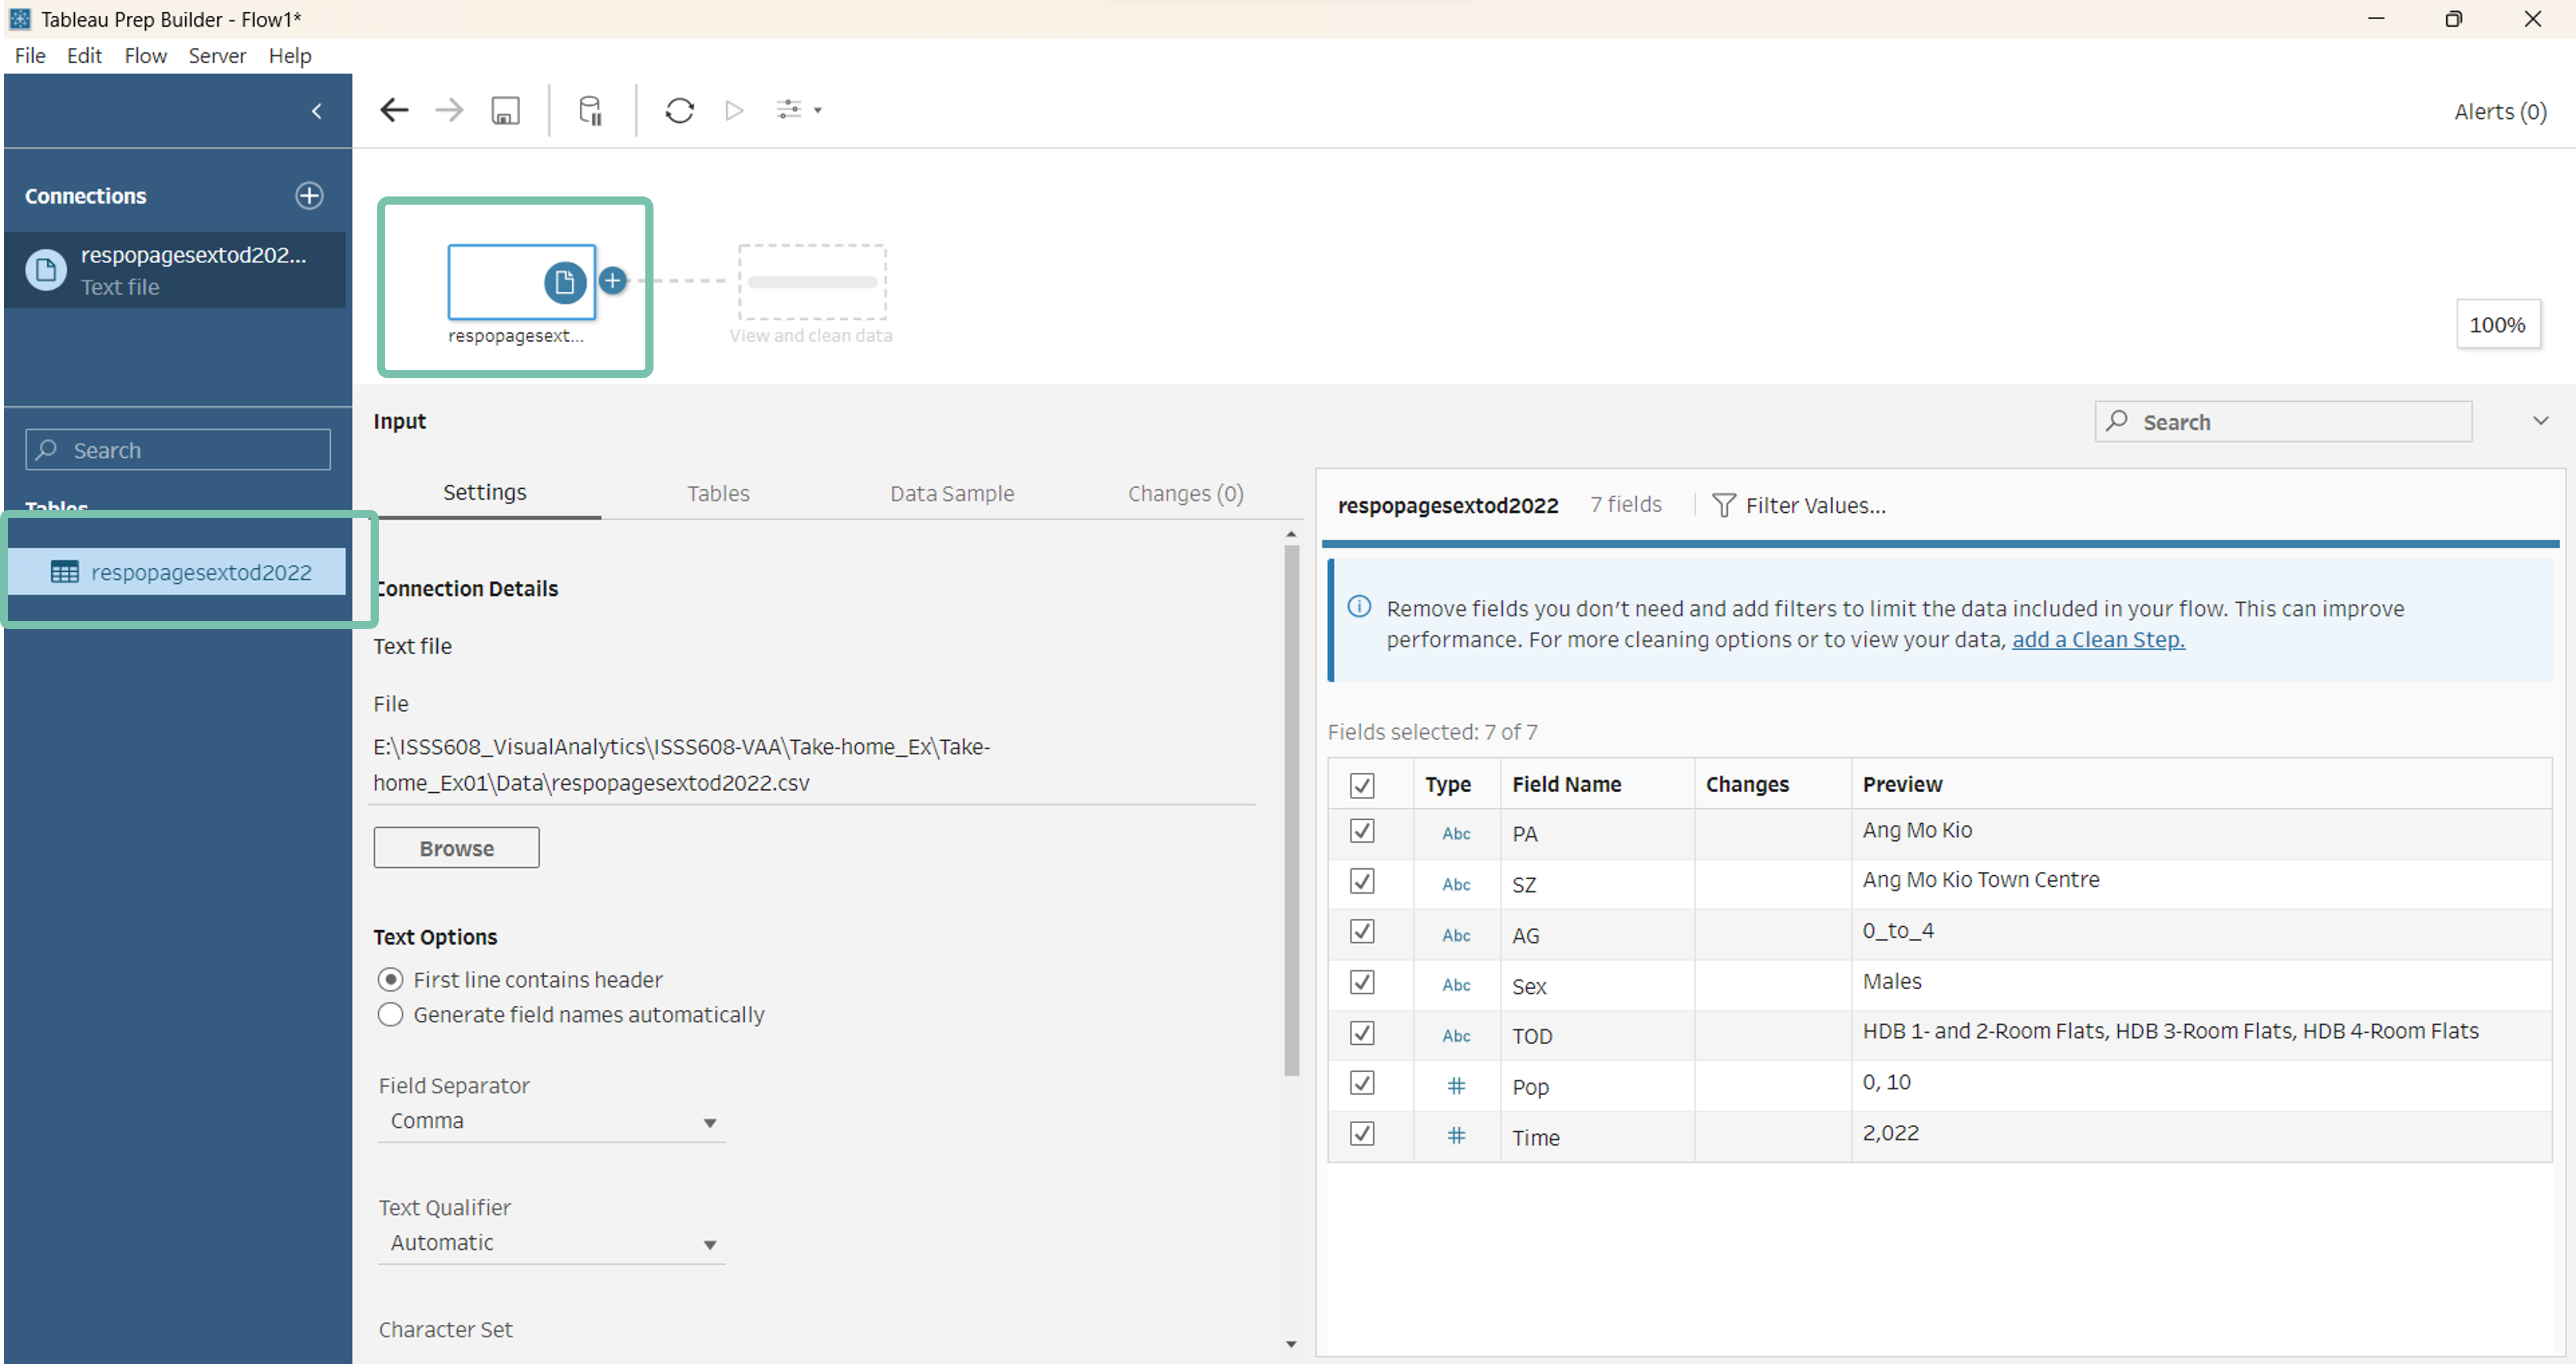 Tableau Prep Builder - Flow1*
File Edit Flow Server Help
Alerts (0)
Connections
respopagesextod202...
Text file
respopagesext...
View and clean data
100%
Input
Search
Search
Tables
respopagesextod2022
Settings Tables Data Sample Changes (0)
Connection Details
Text file
File
E:\ISSS608_VisualAnalytics\ISSS608-VAA\Take-home_Ex\Take-
home_Ex01\Data\respopagesextod2022.csv
Browse
Text Options
First line contains header
Generate field names automatically
Field Separator
Comma
Text Qualifier
Automatic
Character Set
respopagesextod2022 7 fields Filter Values...
Remove fields you don't need and add filters to limit the data included in your flow. This can improve
performance. For more cleaning options or to view your data, add a Clean Step.
Fields selected: 7 of 7
Type Field Name Changes Preview
Abc PA Ang Mo Kio
Abc SZ Ang Mo Kio Town Centre
Abc AG 0_to_4
Abc Sex Males
Abc TOD HDB 1- and 2-Room Flats, HDB 3-Room Flats, HDB 4-Room Flats
# Pop 0, 10
# Time 2,022